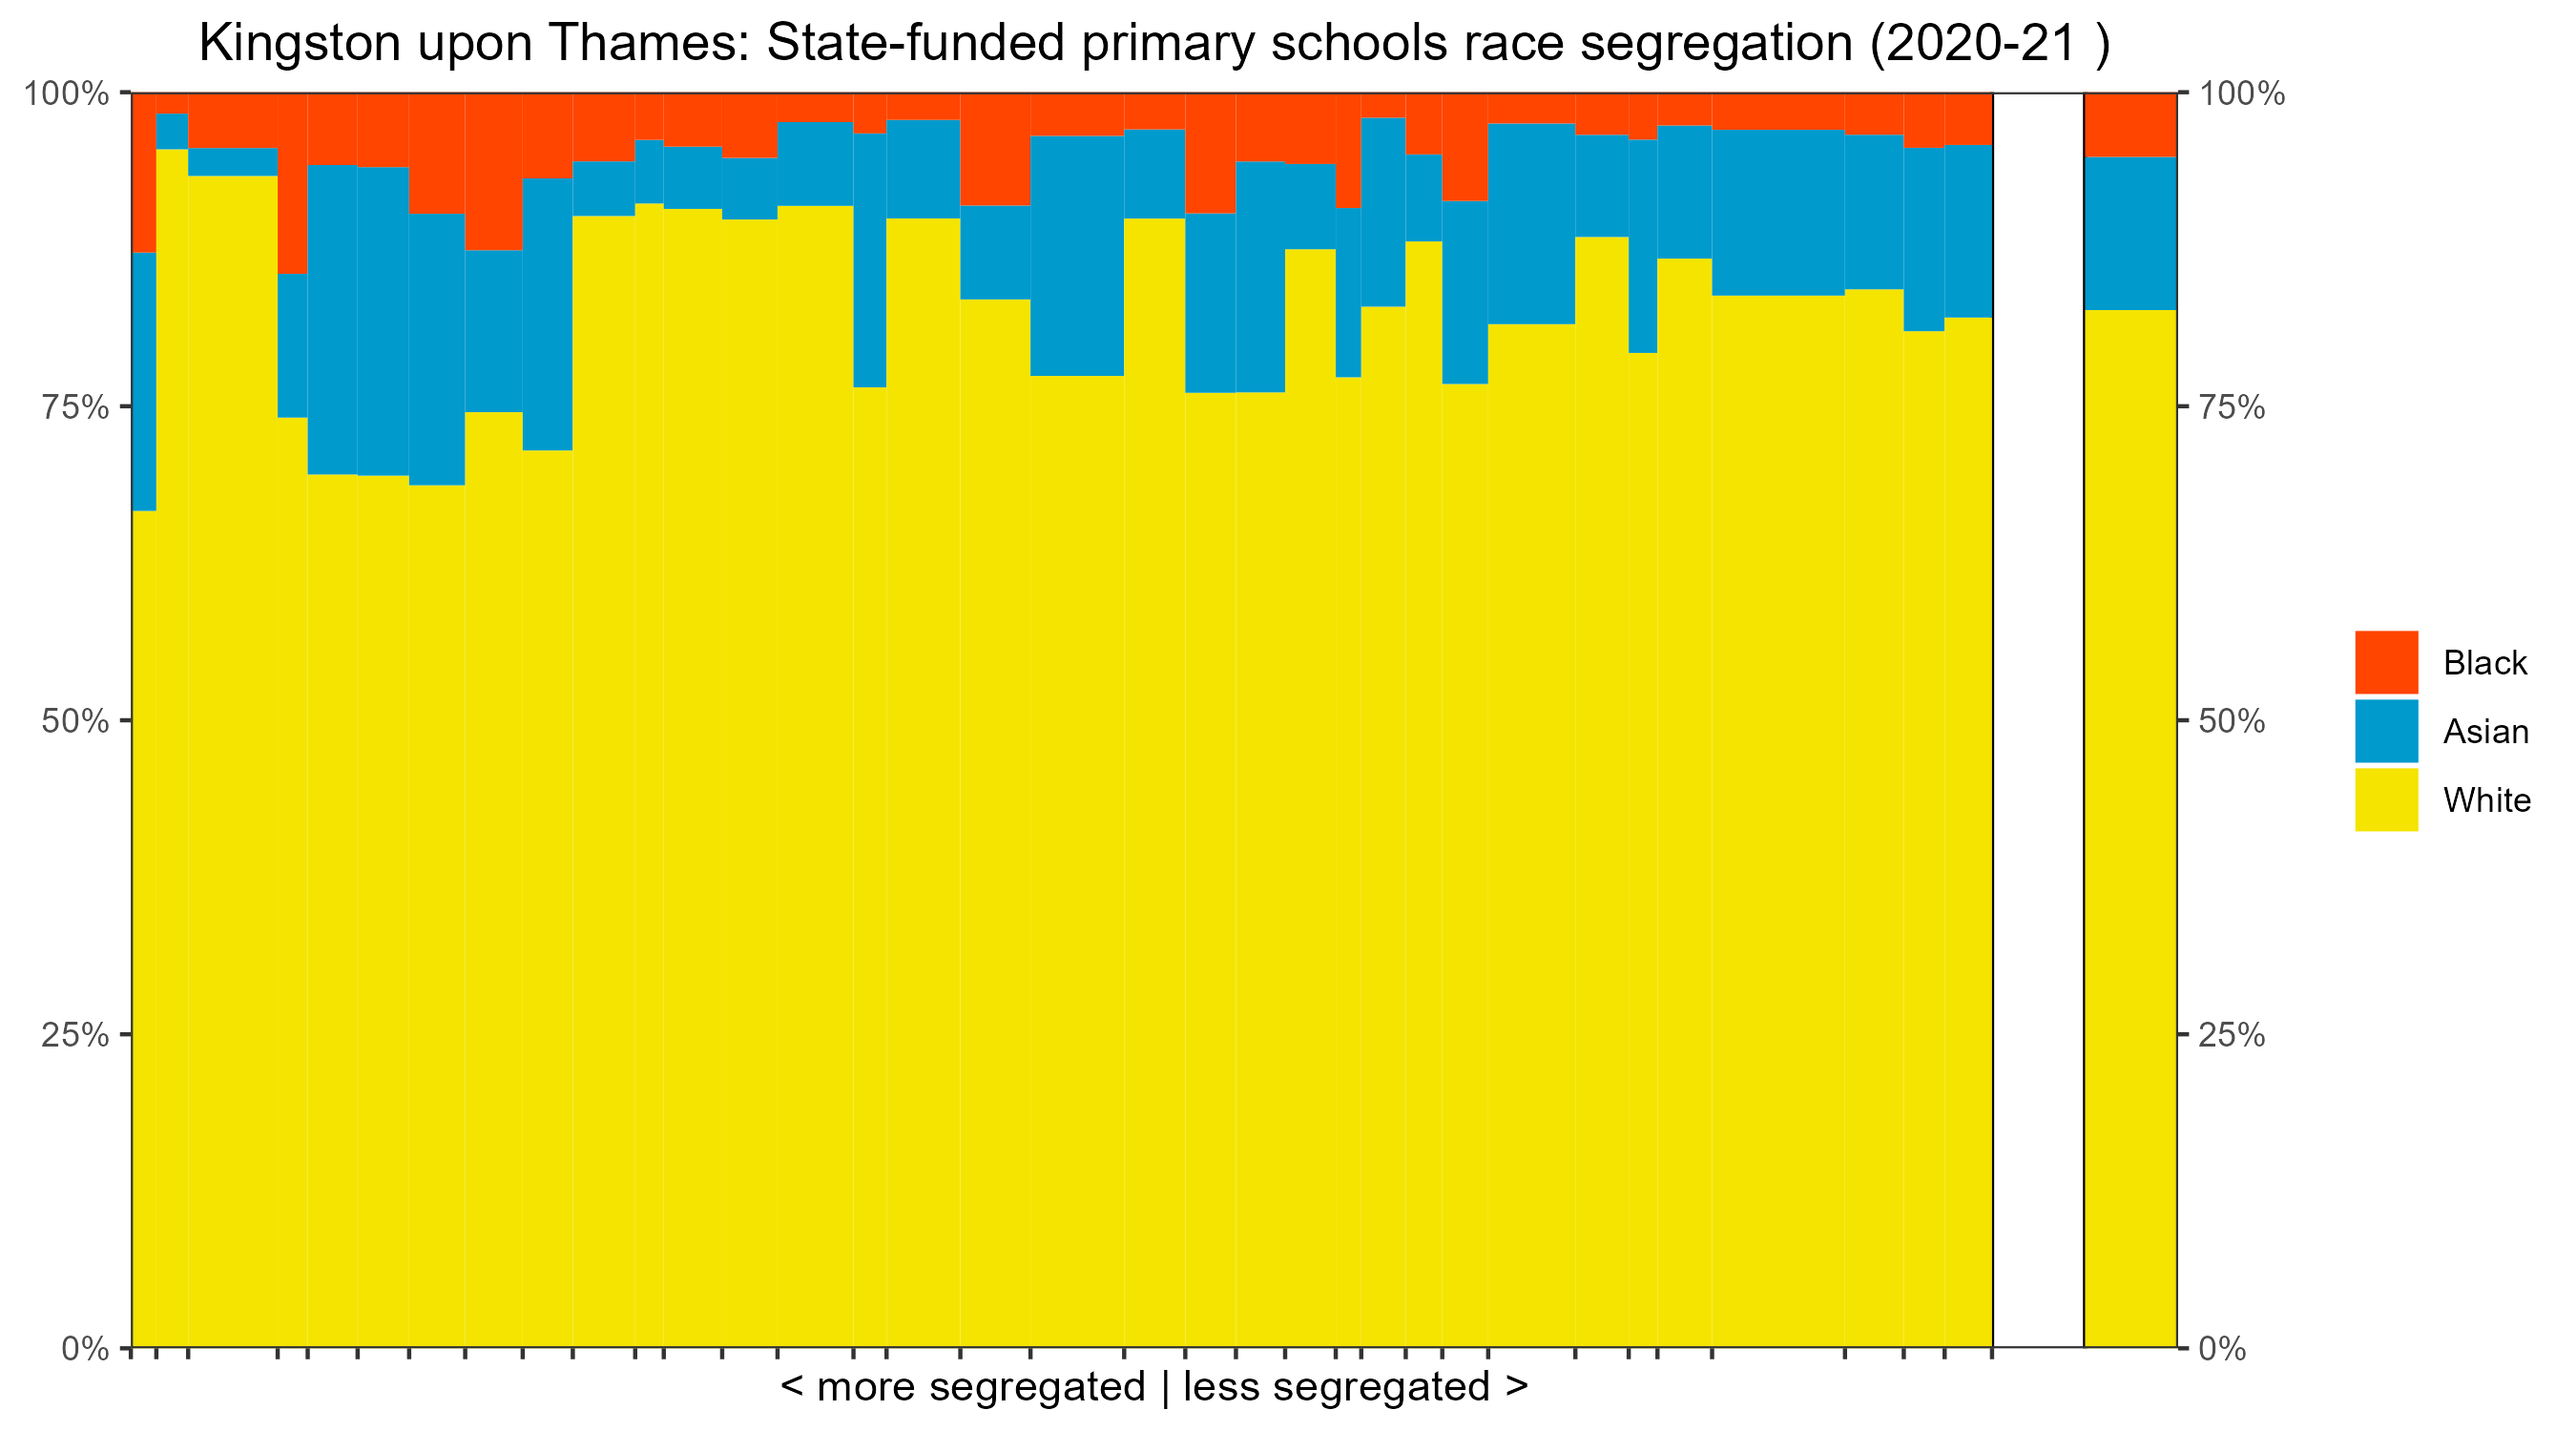 Kingston upon Thames: State-funded primary schools race segregation (2020-21 )
100%
75%
50%
25%
0%
100%
75%
50%
25%
0%
< more segregated | less segregated >
Black
Asian
White